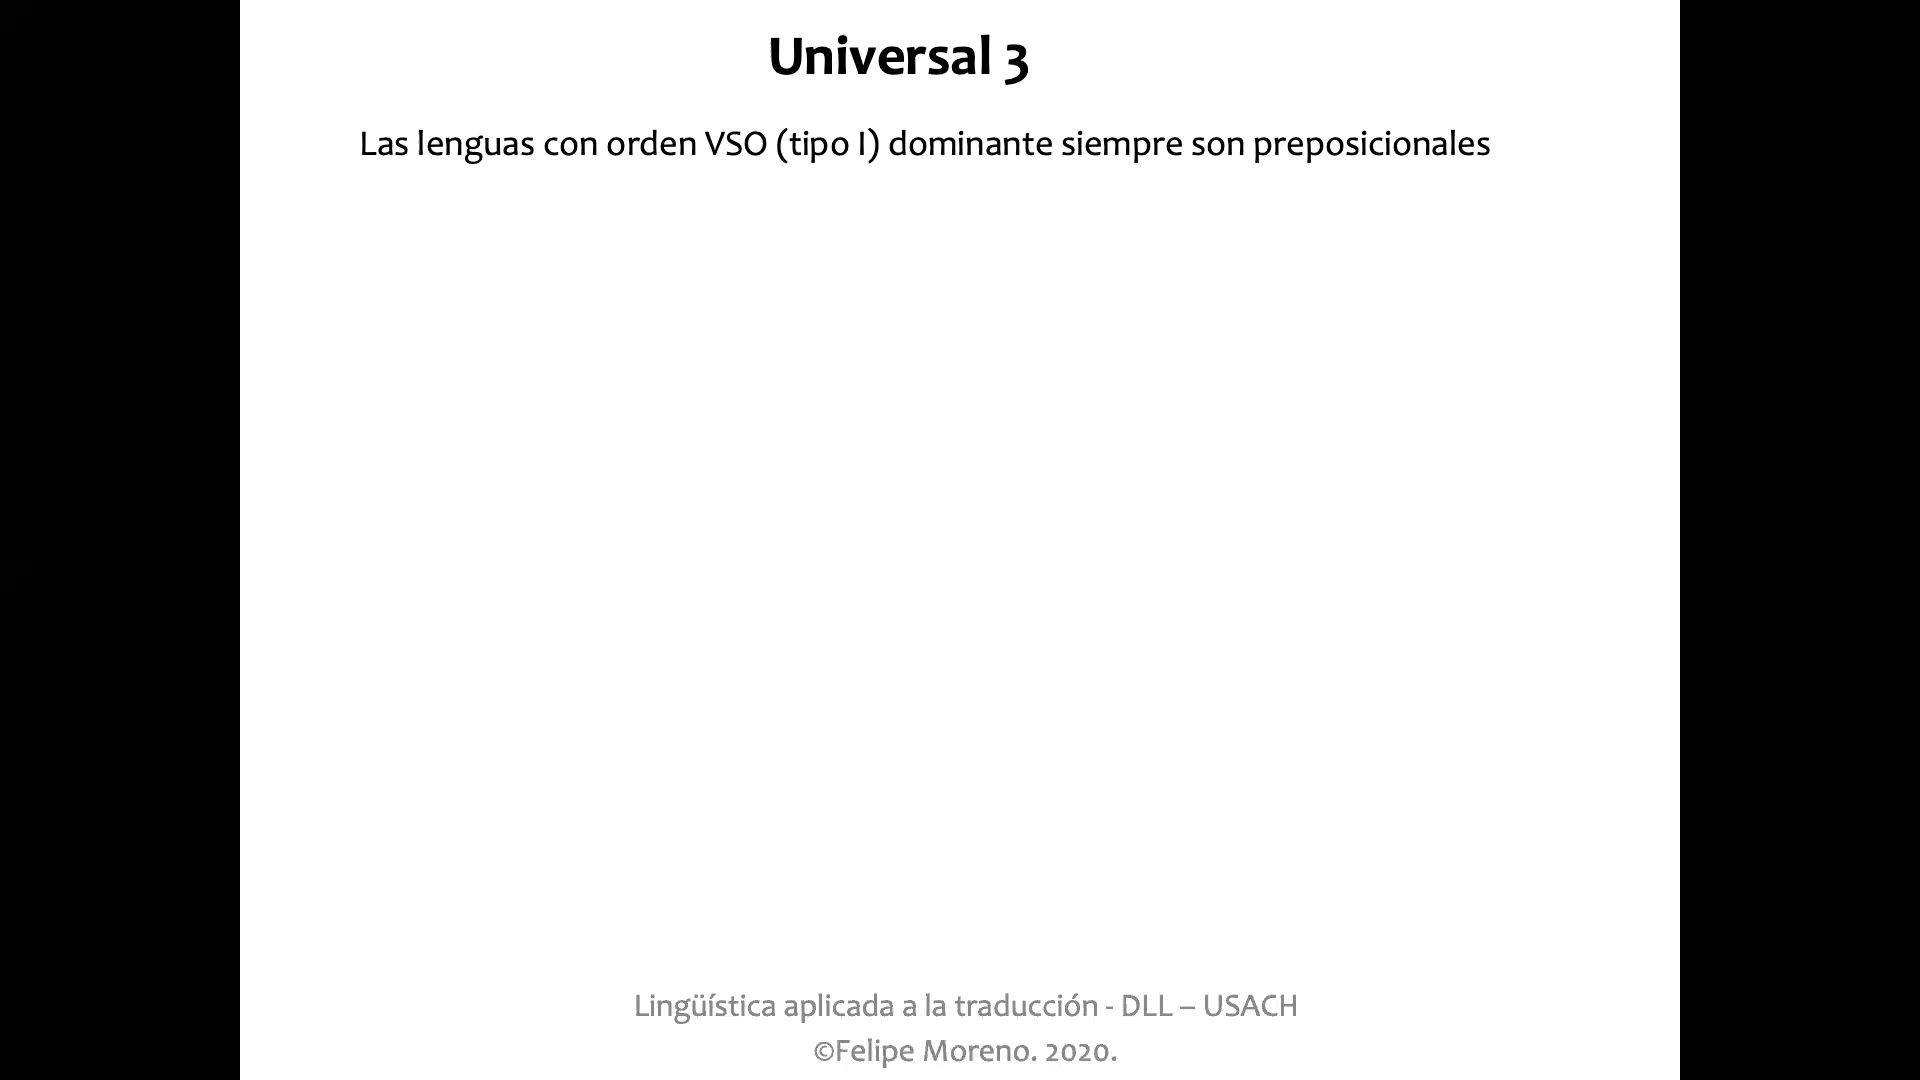 Universal 3
Las lenguas con orden VSO (tipo I) dominante siempre son preposicionales
Lingüística aplicada a la traducción - DLL – USACH
©Felipe Moreno. 2020.